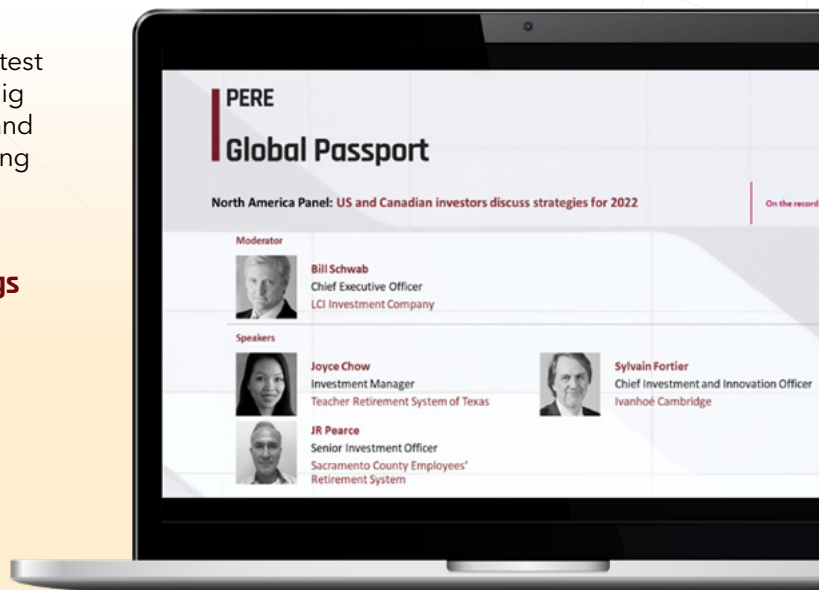 test
ig
and
ng
gs
PERE
Global Passport
North America Panel: US and Canadian investors discuss strategies for 2022
On the record
Moderator
Bill Schwab
Chief Executive Officer
LCI Investment Company
Speakers
Joyce Chow
Investment Manager
Teacher Retirement System of Texas
Sylvain Fortier
Chief Investment and Innovation Officer
Ivanhoé Cambridge
JR Pearce
Senior Investment Officer
Sacramento County Employees'
Retirement System